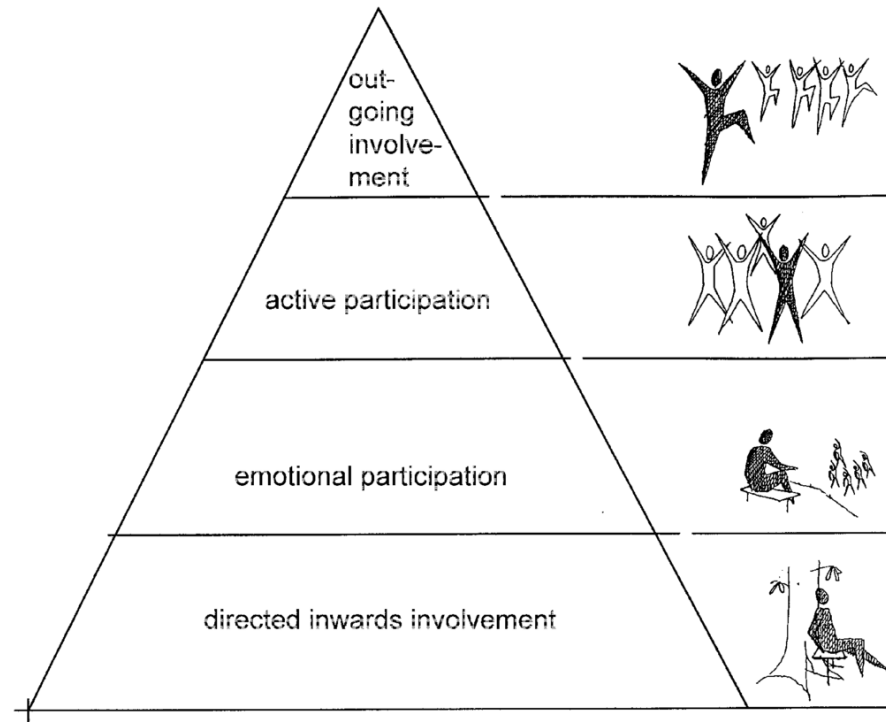 out-
going
involve-
ment
active participation
emotional participation
directed inwards involvement